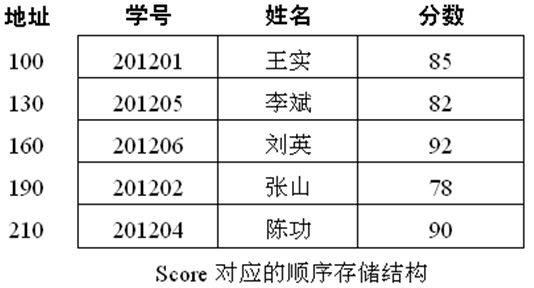 地址 学号 姓名 分数
100 201201 王实 85
130 201205 李斌 82
160 201206 刘英 92
190 201202 张山 78
210 201204 陈功 90
Score 对应的顺序存储结构